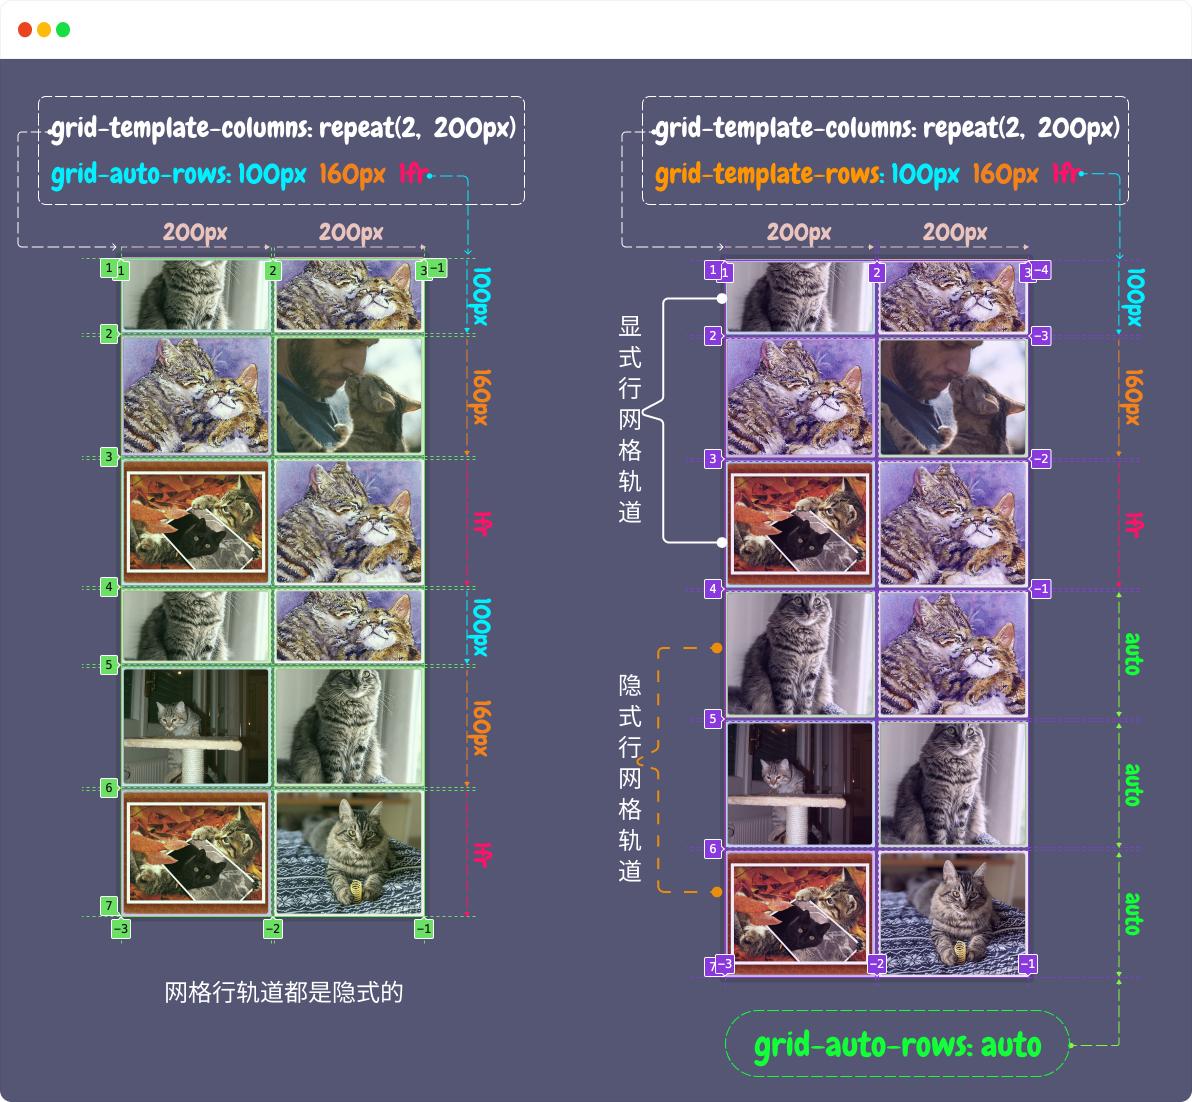 grid-template-columns: repeat(2, 200px)
grid-auto-rows: 100px 160px 1fr
200px 200px
1 1 2 3 -1
100px
2
160px
3
1fr
4
100px
5
160px
6
1fr
7
-3 -2 -1
网格行轨道都是隐式的
grid-template-columns: repeat(2, 200px)
grid-template-rows: 100px 160px 1fr
200px 200px
1 1 2 3 -4
100px
显式行网格轨道
2 -3
160px
3 -2
1fr
4 -1
auto
隐式行网格轨道
5
auto
6
auto
7 -3 -2 -1
grid-auto-rows: auto